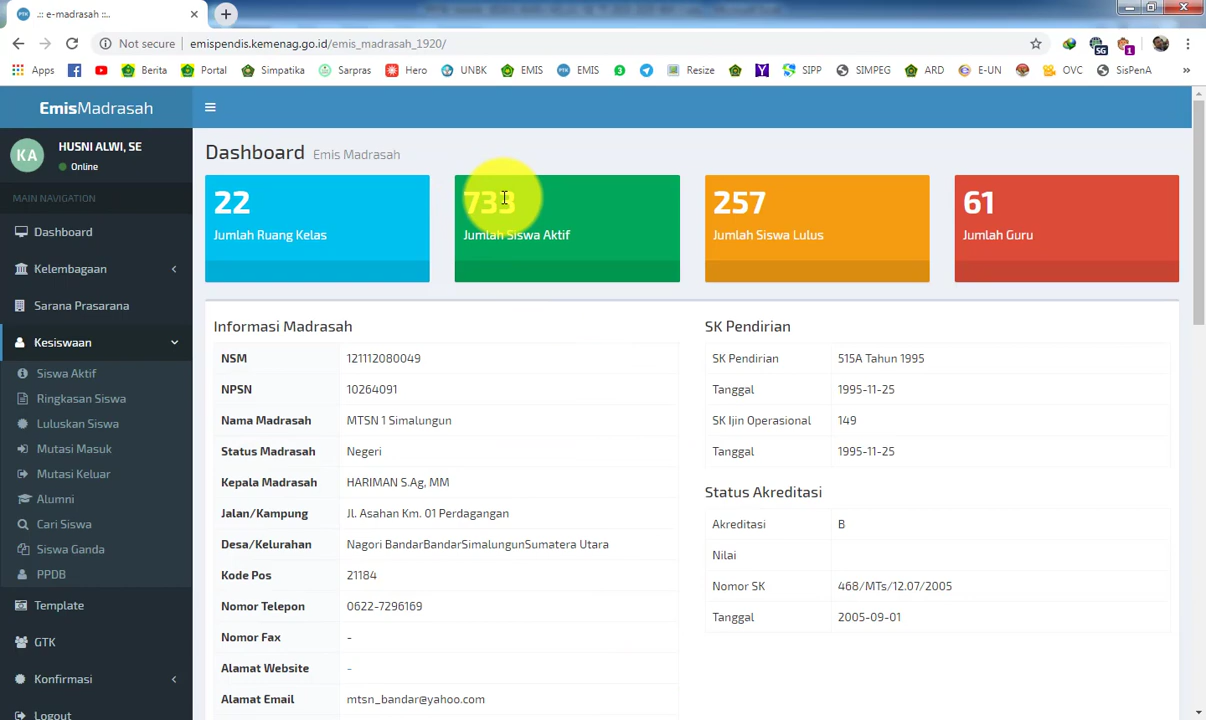 .:: e-madrasah ::..
Not secure
emispendis.kemenag.go.id/emis_madrasah_1920/
Apps
Berita
Portal
Simpatika
Sarpras
Hero
UNBK
EMIS
EMIS
Resize
SIPP
SIMPEG
ARD
E-UN
OVC
SisPenA
EmisMadrasah
KA
HUSNI ALWI, SE
Online
MAIN NAVIGATION
Dashboard
Kelembagaan
Sarana Prasarana
Kesiswaan
Siswa Aktif
Ringkasan Siswa
Luluskan Siswa
Mutasi Masuk
Mutasi Keluar
Alumni
Cari Siswa
Siswa Ganda
PPDB
Template
GTK
Konfirmasi
Logout
Dashboard Emis Madrasah
22
Jumlah Ruang Kelas
733
Jumlah Siswa Aktif
257
Jumlah Siswa Lulus
61
Jumlah Guru
Informasi Madrasah
NSM 121112080049
NPSN 10264091
Nama Madrasah MTSN 1 Simalungun
Status Madrasah Negeri
Kepala Madrasah HARIMAN S.Ag, MM
Jalan/Kampung Jl. Asahan Km. 01 Perdagangan
Desa/Kelurahan Nagori BandarBandarSimalungunSumatera Utara
Kode Pos 21184
Nomor Telepon 0622-7296169
Nomor Fax -
Alamat Website -
Alamat Email mtsn_bandar@yahoo.com
SK Pendirian
SK Pendirian 515A Tahun 1995
Tanggal 1995-11-25
SK Ijin Operasional 149
Tanggal 1995-11-25
Status Akreditasi
Akreditasi B
Nilai
Nomor SK 468/MTs/12.07/2005
Tanggal 2005-09-01